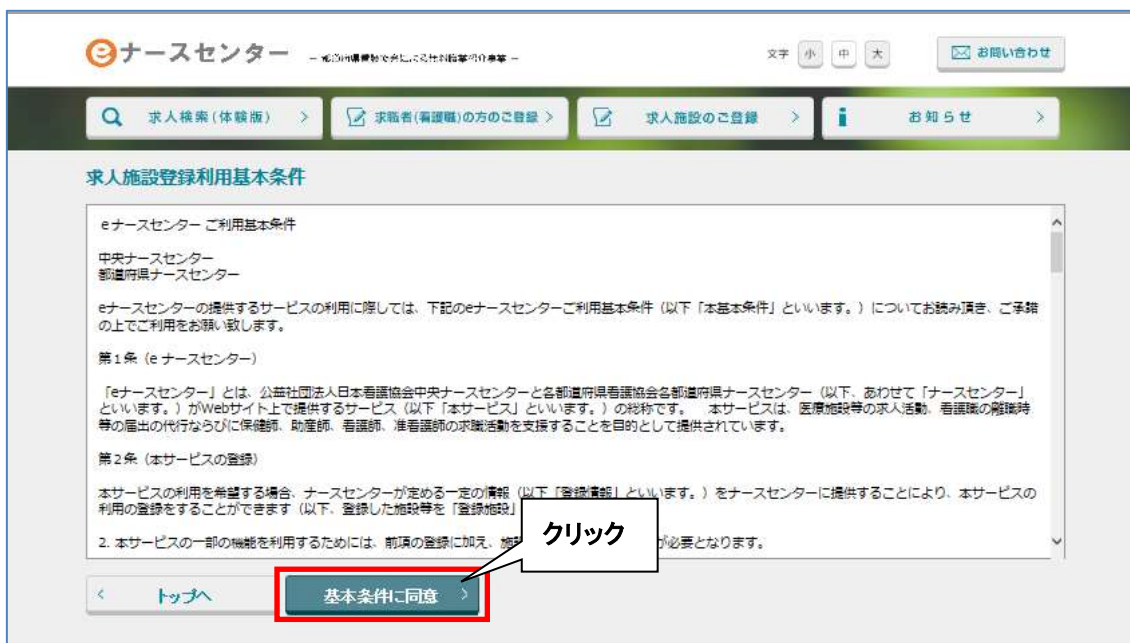 eナースセンター
文字 小 中 大
お問い合わせ
求人検索(体験版)
求職者(看護職)の方のご登録
求人施設のご登録
お知らせ
求人施設登録利用基本条件
eナースセンター ご利用基本条件
中央ナースセンター
都道府県ナースセンター
eナースセンターの提供するサービスの利用に際しては、下記のeナースセンターご利用基本条件（以下「本基本条件」といいます。）についてお読み頂き、ご承諾
の上でご利用をお願い致します。
第1条（e ナースセンター）
「eナースセンター」とは、公益社団法人日本看護協会中央ナースセンターと各都道府県看護協会各都道府県ナースセンター（以下、あわせて「ナースセンター」
といいます。）がWebサイト上で提供するサービス（以下「本サービス」といいます。）の総称です。 本サービスは、医療施設等の求人活動、看護職の離職時
等の届出の代行ならびに保健師、助産師、看護師、准看護師の求職活動を支援することを目的として提供されています。
第2条（本サービスの登録）
本サービスの利用を希望する場合、ナースセンターが定める一定の情報（以下「登録情報」といいます。）をナースセンターに提供することにより、本サービスの
利用の登録をすることができます（以下、登録した施設等を「登録施設」
2. 本サービスの一部の機能を利用するためには、前項の登録に加え、施 が必要となります。
クリック
トップへ
基本条件に同意